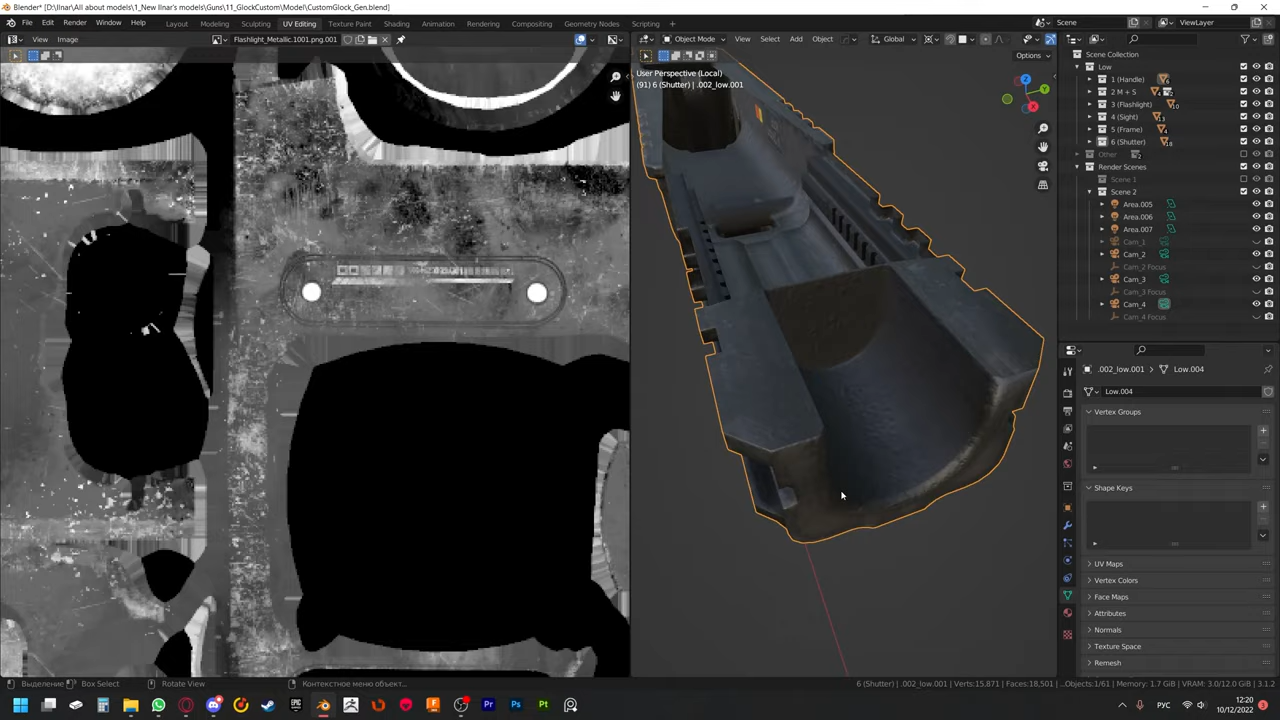 Blender* [D:\Ilnar\All about models\1_New Ilnar's models\Guns\11_GlockCustom\Model\CustomGlock_Gen.blend]
File Edit Render Window Help Layout Modeling Sculpting UV Editing Texture Paint Shading Animation Rendering Compositing Geometry Nodes Scripting + Scene ViewLayer
View Image Flashlight_Metallic.1001.png.001 Object Mode View Select Add Object Global
Options
User Perspective (Local)
(91) 6 (Shutter) | .002_low.001
Scene Collection
Low
1 (Handle)
2 M + S
3 (Flashlight)
4 (Sight)
5 (Frame)
6 (Shutter)
Other
Render Scenes
Scene 1
Scene 2
Area.005
Area.006
Area.007
Cam_1
Cam_2
Cam_2 Focus
Cam_3
Cam_3 Focus
Cam_4
Cam_4 Focus
.002_low.001 Low.004
Low.004
Vertex Groups
Shape Keys
UV Maps
Vertex Colors
Face Maps
Attributes
Normals
Texture Space
Remesh
Выделение Box Select Rotate View Контекстное меню объект...
6 (Shutter) | .002_low.001 | Verts:15,871 | Faces:18,501 | ...Objects:1/61 | Memory: 1.7 GiB | VRAM: 3.0/12.0 GiB | 3.1.2
РУС
12:20
10/12/2022